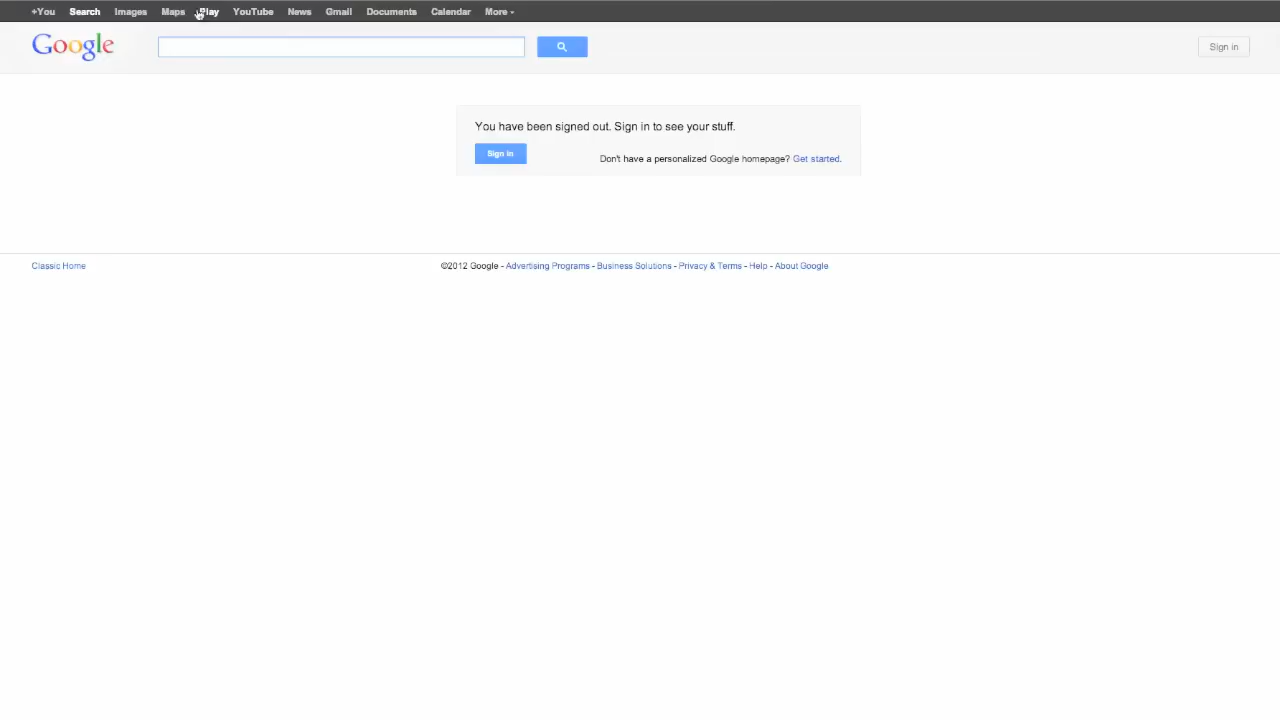 +You Search Images Maps Play YouTube News Gmail Documents Calendar More
Google
Sign in
You have been signed out. Sign in to see your stuff.
Sign in
Don't have a personalized Google homepage? Get started.
Classic Home
©2012 Google - Advertising Programs - Business Solutions - Privacy & Terms - Help - About Google